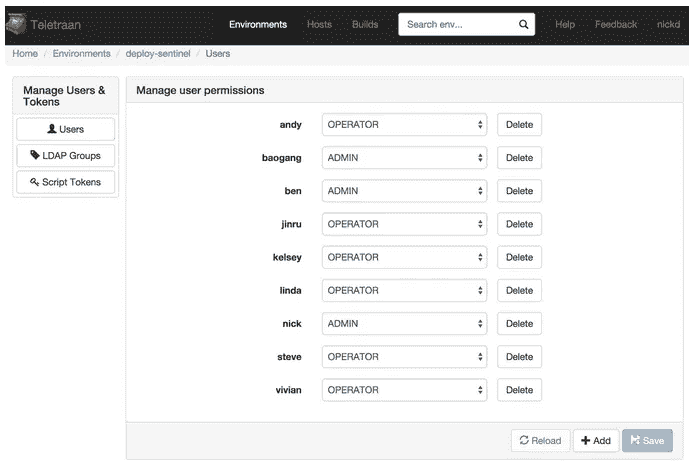 Teletraan Environments Hosts Builds Search env... Help Feedback nickd
Home / Environments / deploy-sentinel / Users
Manage Users &
Tokens
Users
LDAP Groups
Script Tokens
Manage user permissions
andy OPERATOR Delete
baogang ADMIN Delete
ben ADMIN Delete
jinru OPERATOR Delete
kelsey OPERATOR Delete
linda OPERATOR Delete
nick ADMIN Delete
steve OPERATOR Delete
vivian OPERATOR Delete
Reload Add Save